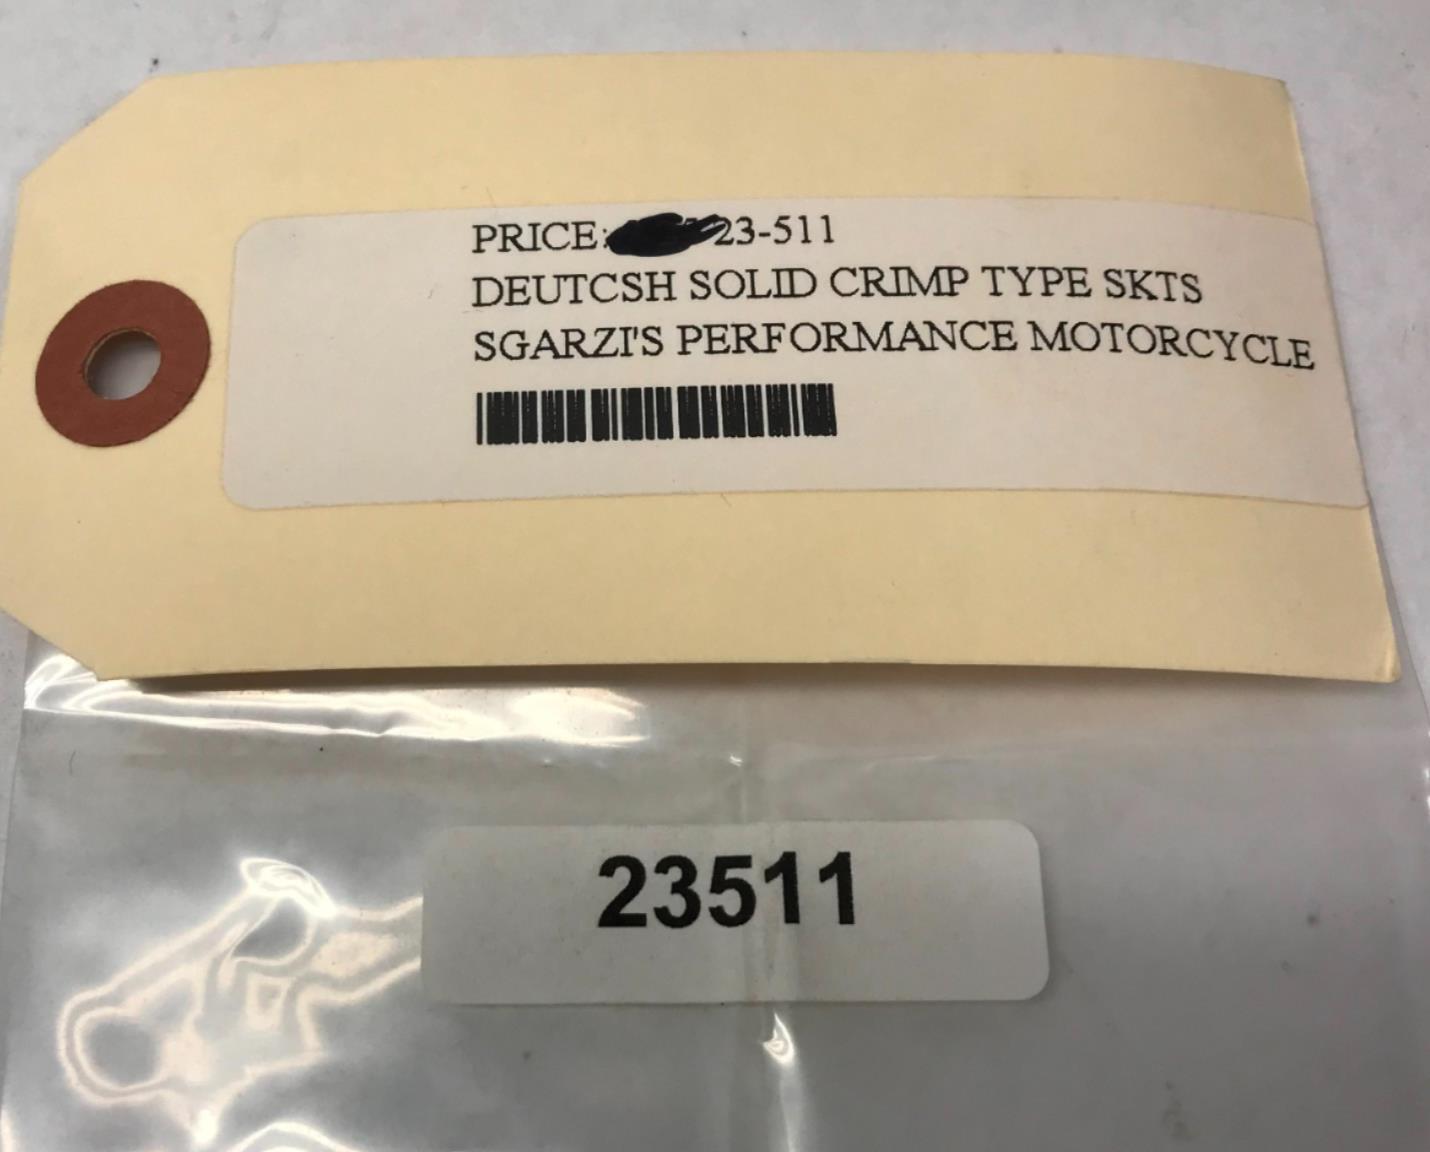 PRICE: 23-511
DEUTCSH SOLID CRIMP TYPE SKTS
SGARZI'S PERFORMANCE MOTORCYCLE
23511